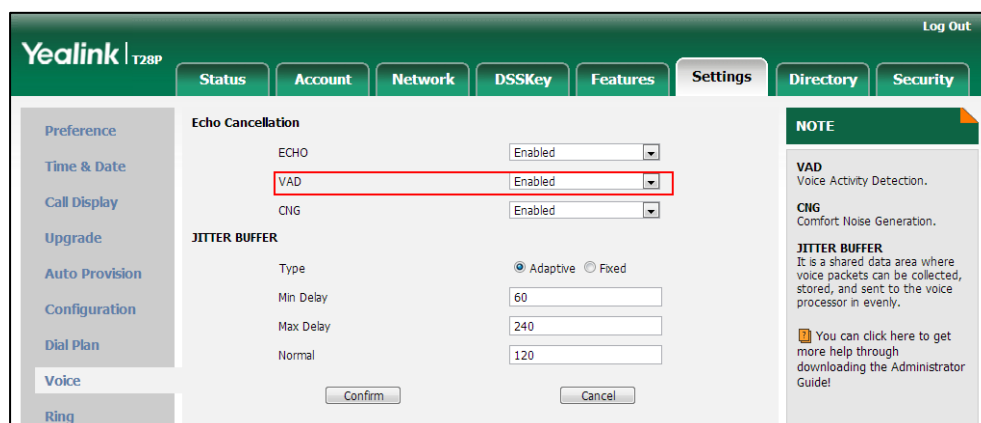 Log Out
Yealink T28P
Status Account Network DSSKey Features Settings Directory Security
Preference
Time & Date
Call Display
Upgrade
Auto Provision
Configuration
Dial Plan
Voice
Ring
Echo Cancellation
ECHO Enabled
VAD Enabled
CNG Enabled
JITTER BUFFER
Type Adaptive Fixed
Min Delay 60
Max Delay 240
Normal 120
Confirm Cancel
NOTE
VAD
Voice Activity Detection.
CNG
Comfort Noise Generation.
JITTER BUFFER
It is a shared data area where
voice packets can be collected,
stored, and sent to the voice
processor in evenly.
You can click here to get
more help through
downloading the Administrator
Guide!